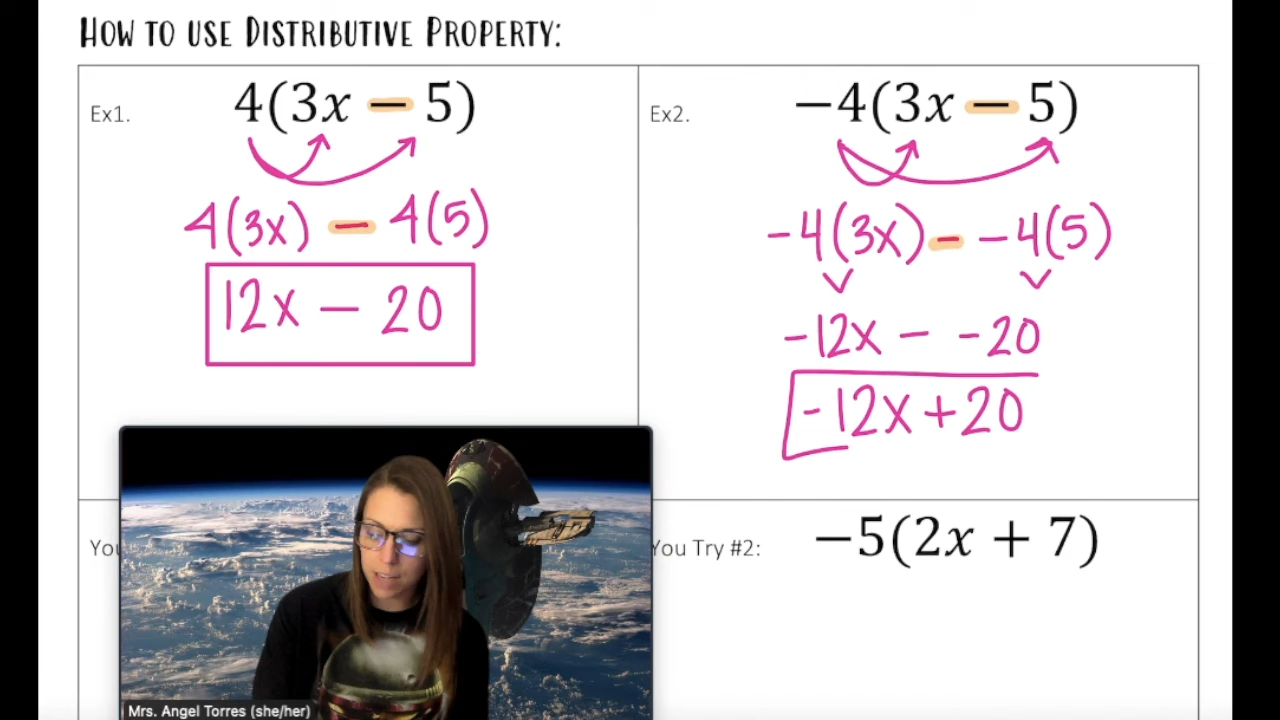 HOW TO USE DISTRIBUTIVE PROPERTY:
Ex1.
4(3x − 5)
4(3x) − 4(5)
12x − 20
Ex2.
−4(3x − 5)
-4(3x) - -4(5)
-12x - -20
-12x + 20
You Try #2:
−5(2x + 7)
Mrs. Angel Torres (she/her)